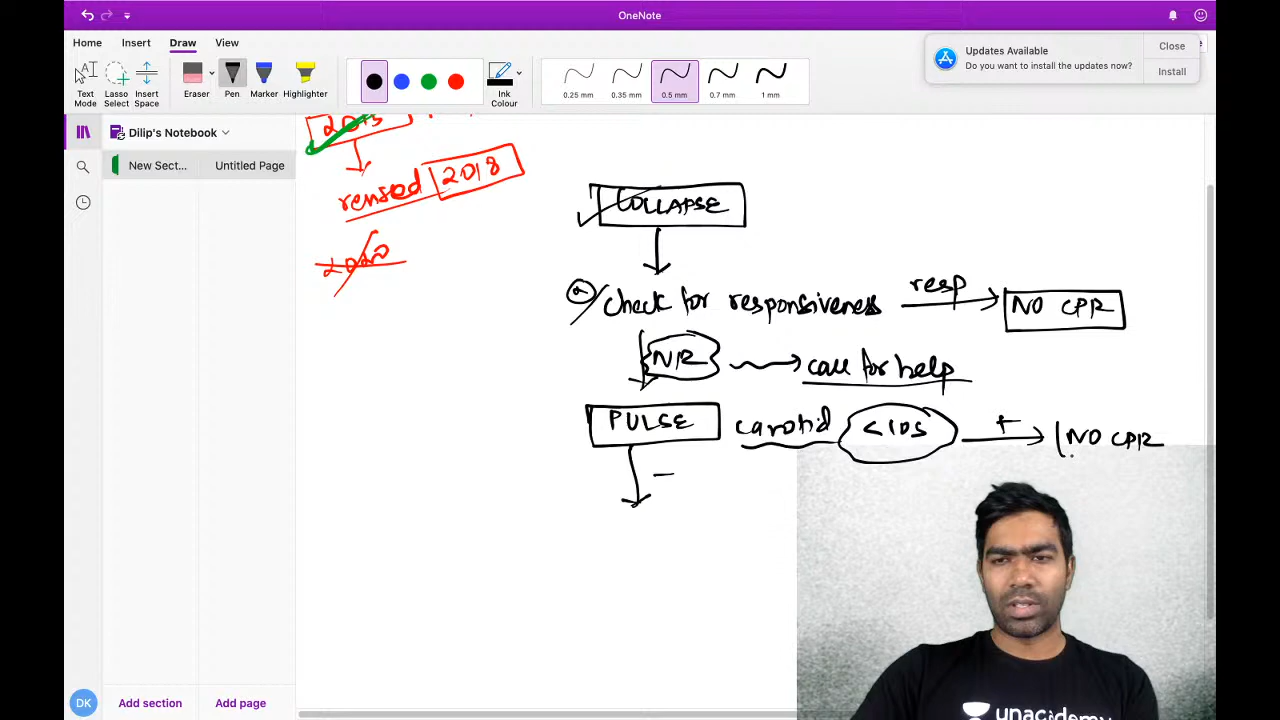 OneNote
Home Insert Draw View
Updates Available
Do you want to install the updates now?
Close
Install
Text Mode
Lasso Select
Insert Space
Eraser
Pen
Marker
Highlighter
Ink Colour
0.25 mm
0.35 mm
0.5 mm
0.7 mm
1 mm
Dilip's Notebook
New Sect...
Untitled Page
2015
revised 2018
2020
COLLAPSE
check for responsiveness resp NO CPR
NR call for help
PULSE carotid <10s + NO CPR
–
DK
Add section
Add page
unacademy